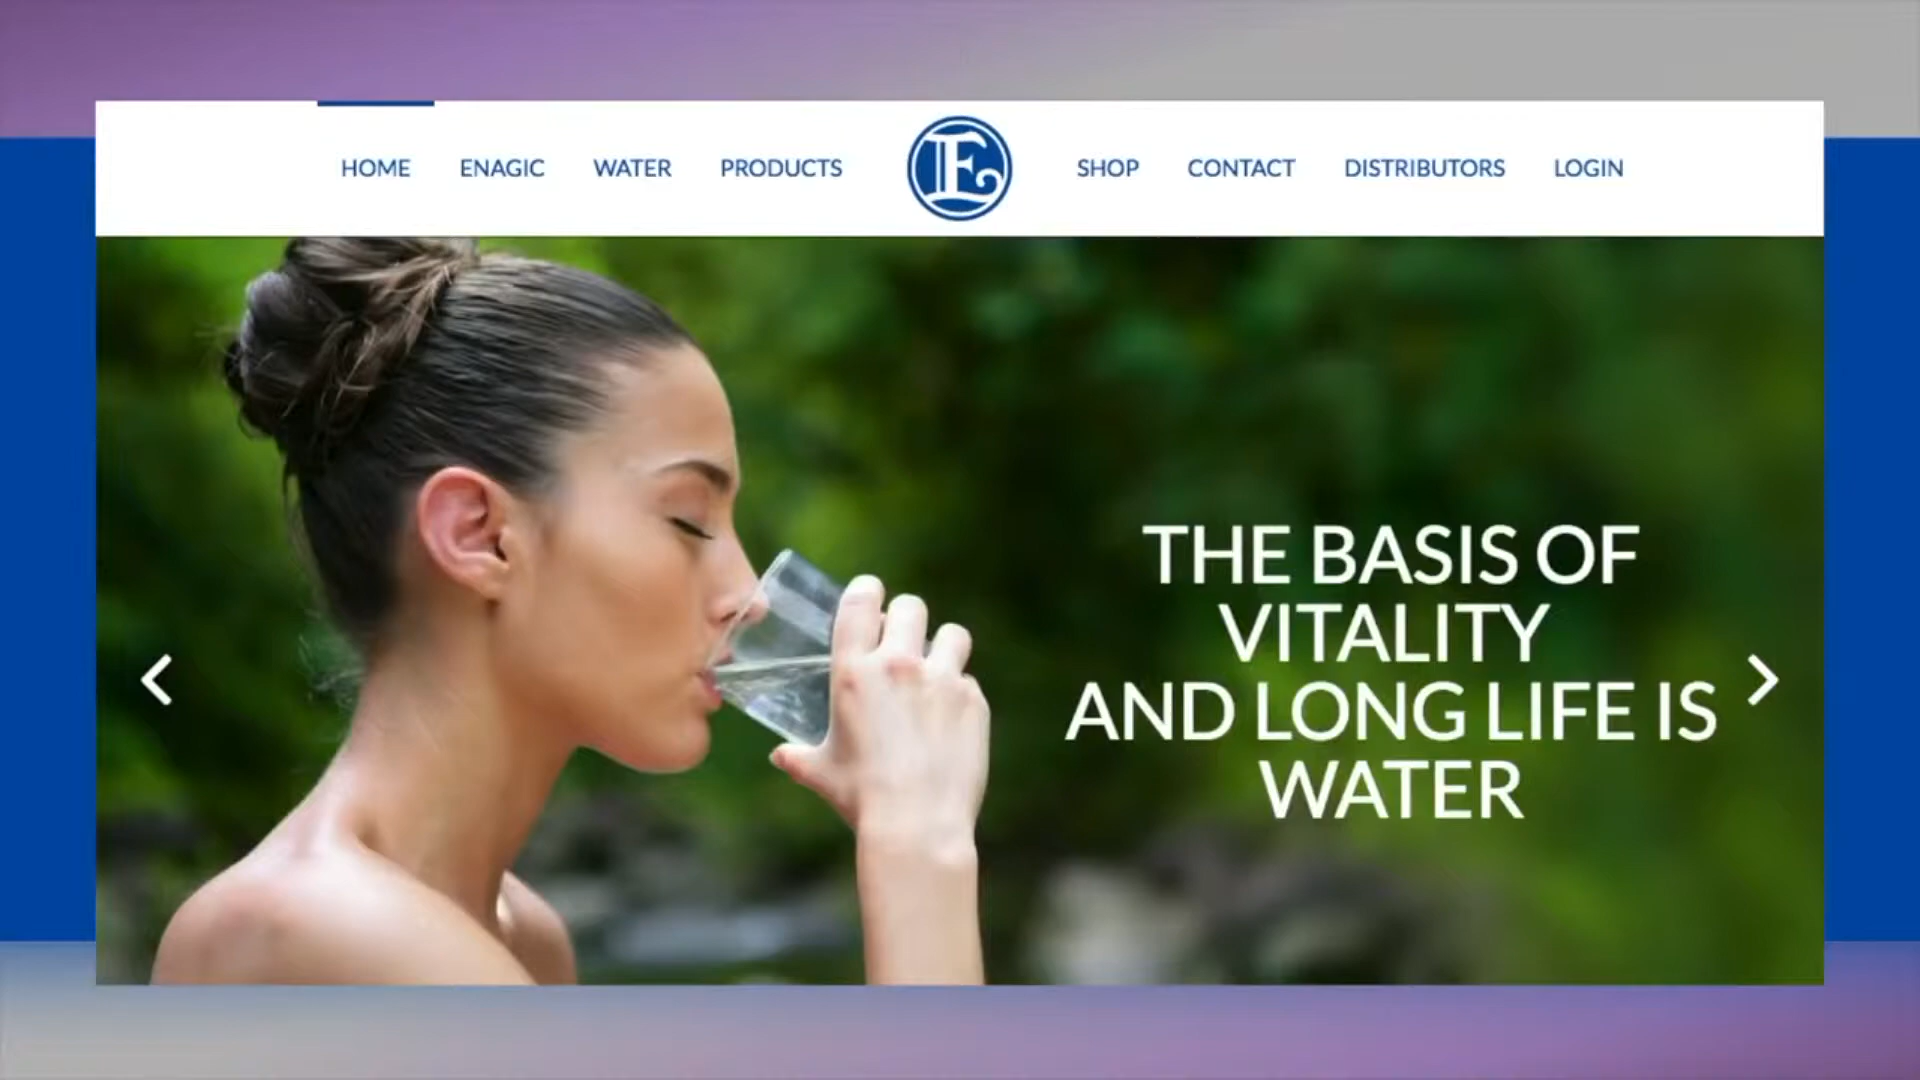 HOME ENAGIC WATER PRODUCTS E SHOP CONTACT DISTRIBUTORS LOGIN
THE BASIS OF
VITALITY
AND LONG LIFE IS
WATER